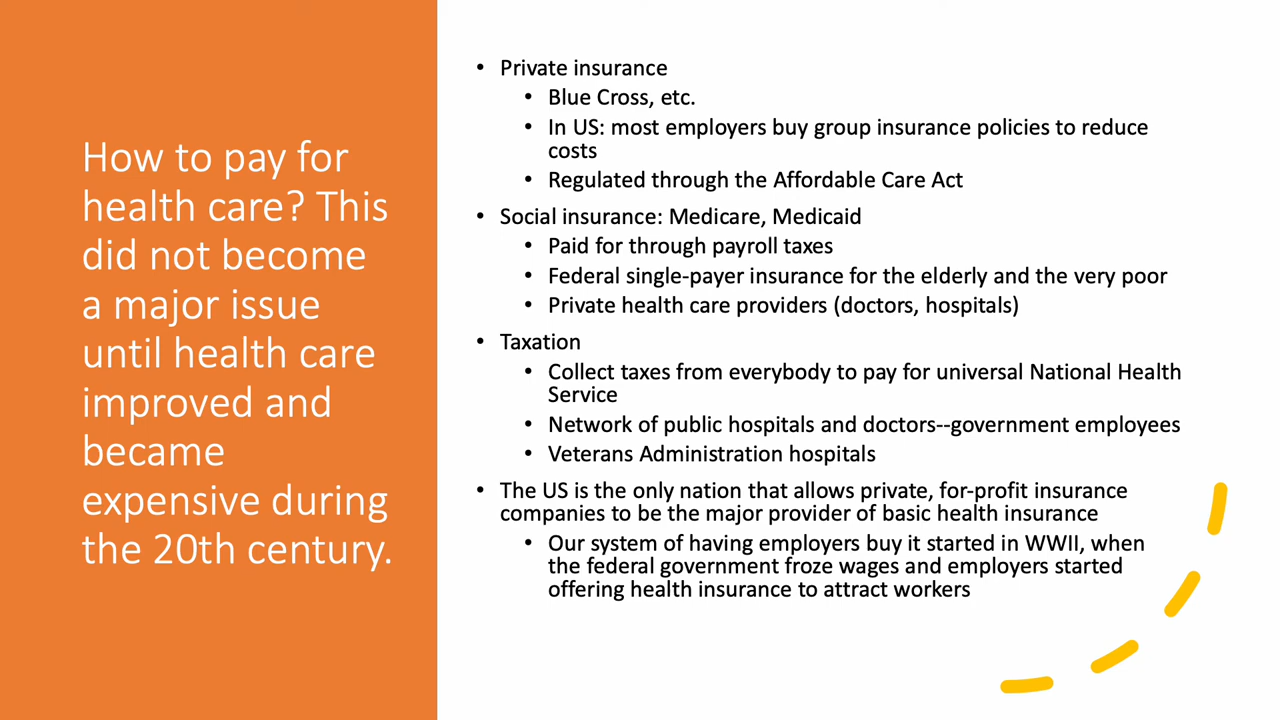 How to pay for
health care? This
did not become
a major issue
until health care
improved and
became
expensive during
the 20th century.
• Private insurance
• Blue Cross, etc.
• In US: most employers buy group insurance policies to reduce
costs
• Regulated through the Affordable Care Act
• Social insurance: Medicare, Medicaid
• Paid for through payroll taxes
• Federal single-payer insurance for the elderly and the very poor
• Private health care providers (doctors, hospitals)
• Taxation
• Collect taxes from everybody to pay for universal National Health
Service
• Network of public hospitals and doctors--government employees
• Veterans Administration hospitals
• The US is the only nation that allows private, for-profit insurance
companies to be the major provider of basic health insurance
• Our system of having employers buy it started in WWII, when
the federal government froze wages and employers started
offering health insurance to attract workers